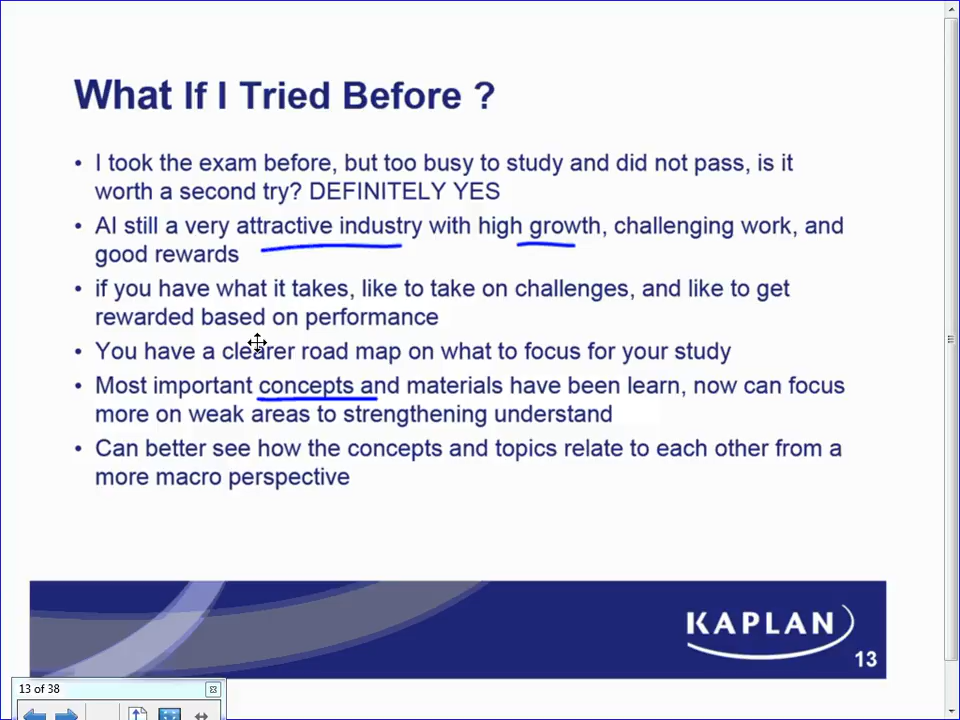 What If I Tried Before ?
• I took the exam before, but too busy to study and did not pass, is it
worth a second try? DEFINITELY YES
• AI still a very attractive industry with high growth, challenging work, and
good rewards
• if you have what it takes, like to take on challenges, and like to get
rewarded based on performance
• You have a clearer road map on what to focus for your study
• Most important concepts and materials have been learn, now can focus
more on weak areas to strengthening understand
• Can better see how the concepts and topics relate to each other from a
more macro perspective
KAPLAN
13
13 of 38